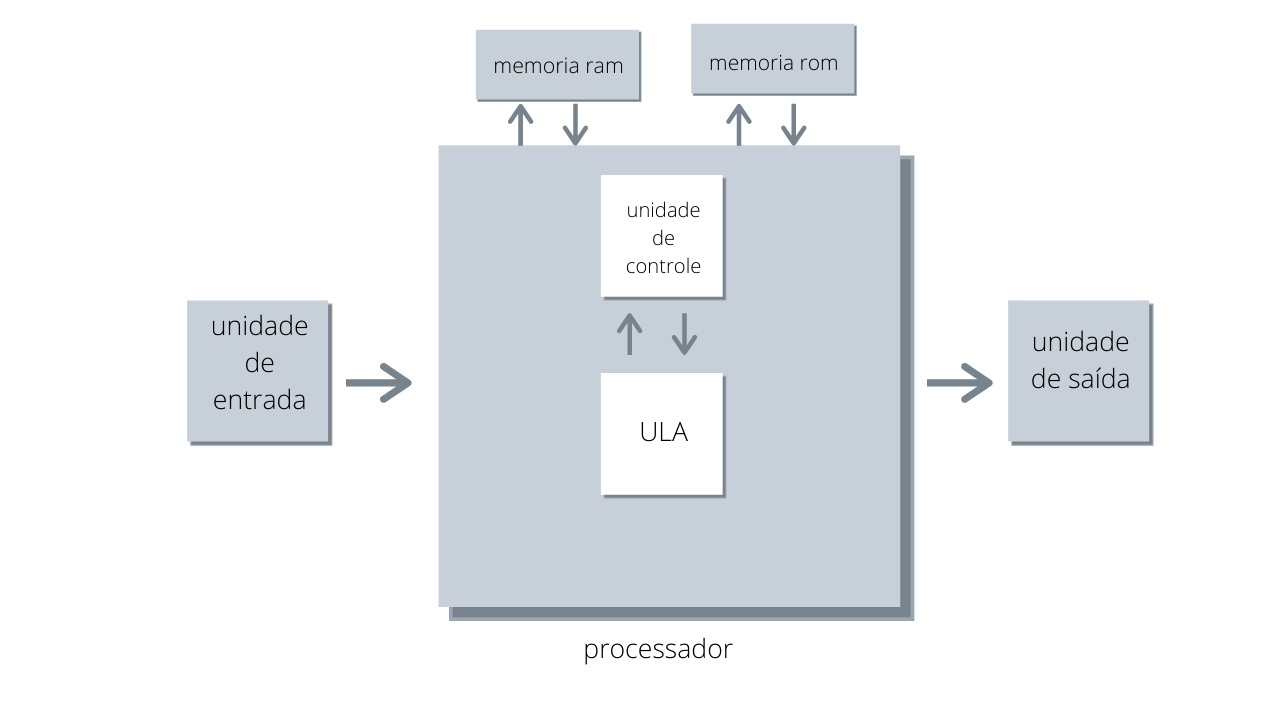 memoria ram
memoria rom
unidade
de
controle
unidade
de
entrada
ULA
unidade
de saída
processador